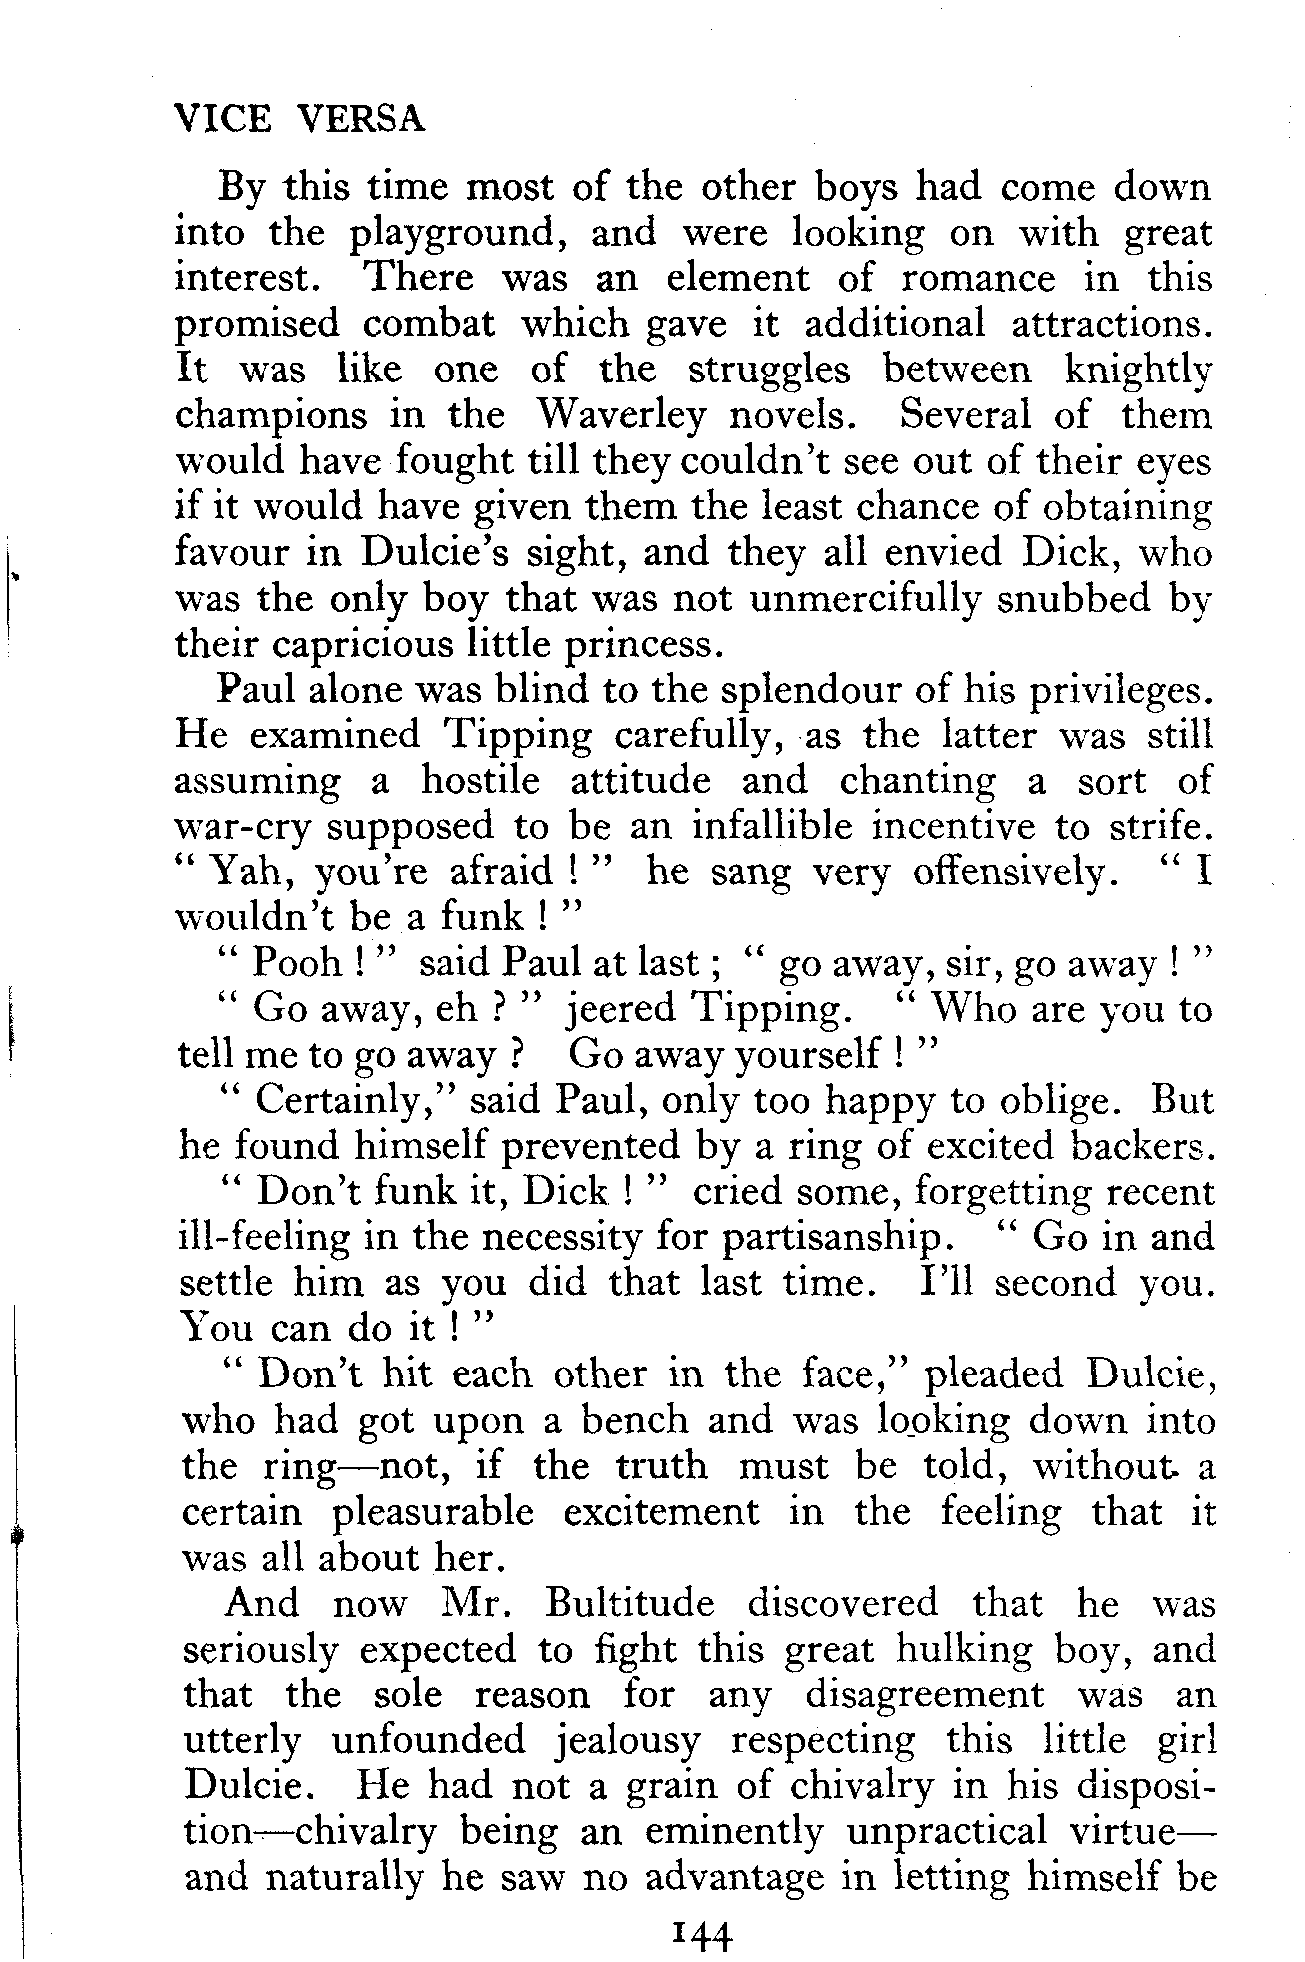 VICE VERSA
By this time most of the other boys had come down
into the playground, and were looking on with great
interest. There was an element of romance in this
promised combat which gave it additional attractions.
It was like one of the struggles between knightly
champions in the Waverley novels. Several of them
would have fought till they couldn't see out of their eyes
if it would have given them the least chance of obtaining
favour in Dulcie's sight, and they all envied Dick, who
was the only boy that was not unmercifully snubbed by
their capricious little princess.
Paul alone was blind to the splendour of his privileges.
He examined Tipping carefully, as the latter was still
assuming a hostile attitude and chanting a sort of
war-cry supposed to be an infallible incentive to strife.
“ Yah, you're afraid ! ” he sang very offensively. “ I
wouldn't be a funk ! ”
“ Pooh ! ” said Paul at last ; “ go away, sir, go away ! ”
“ Go away, eh ? ” jeered Tipping. “ Who are you to
tell me to go away ? Go away yourself ! ”
“ Certainly,” said Paul, only too happy to oblige. But
he found himself prevented by a ring of excited backers.
“ Don't funk it, Dick ! ” cried some, forgetting recent
ill-feeling in the necessity for partisanship. “ Go in and
settle him as you did that last time. I'll second you.
You can do it ! ”
“ Don't hit each other in the face,” pleaded Dulcie,
who had got upon a bench and was looking down into
the ring—not, if the truth must be told, without a
certain pleasurable excitement in the feeling that it
was all about her.
And now Mr. Bultitude discovered that he was
seriously expected to fight this great hulking boy, and
that the sole reason for any disagreement was an
utterly unfounded jealousy respecting this little girl
Dulcie. He had not a grain of chivalry in his disposi-
tion—chivalry being an eminently unpractical virtue—
and naturally he saw no advantage in letting himself be
144